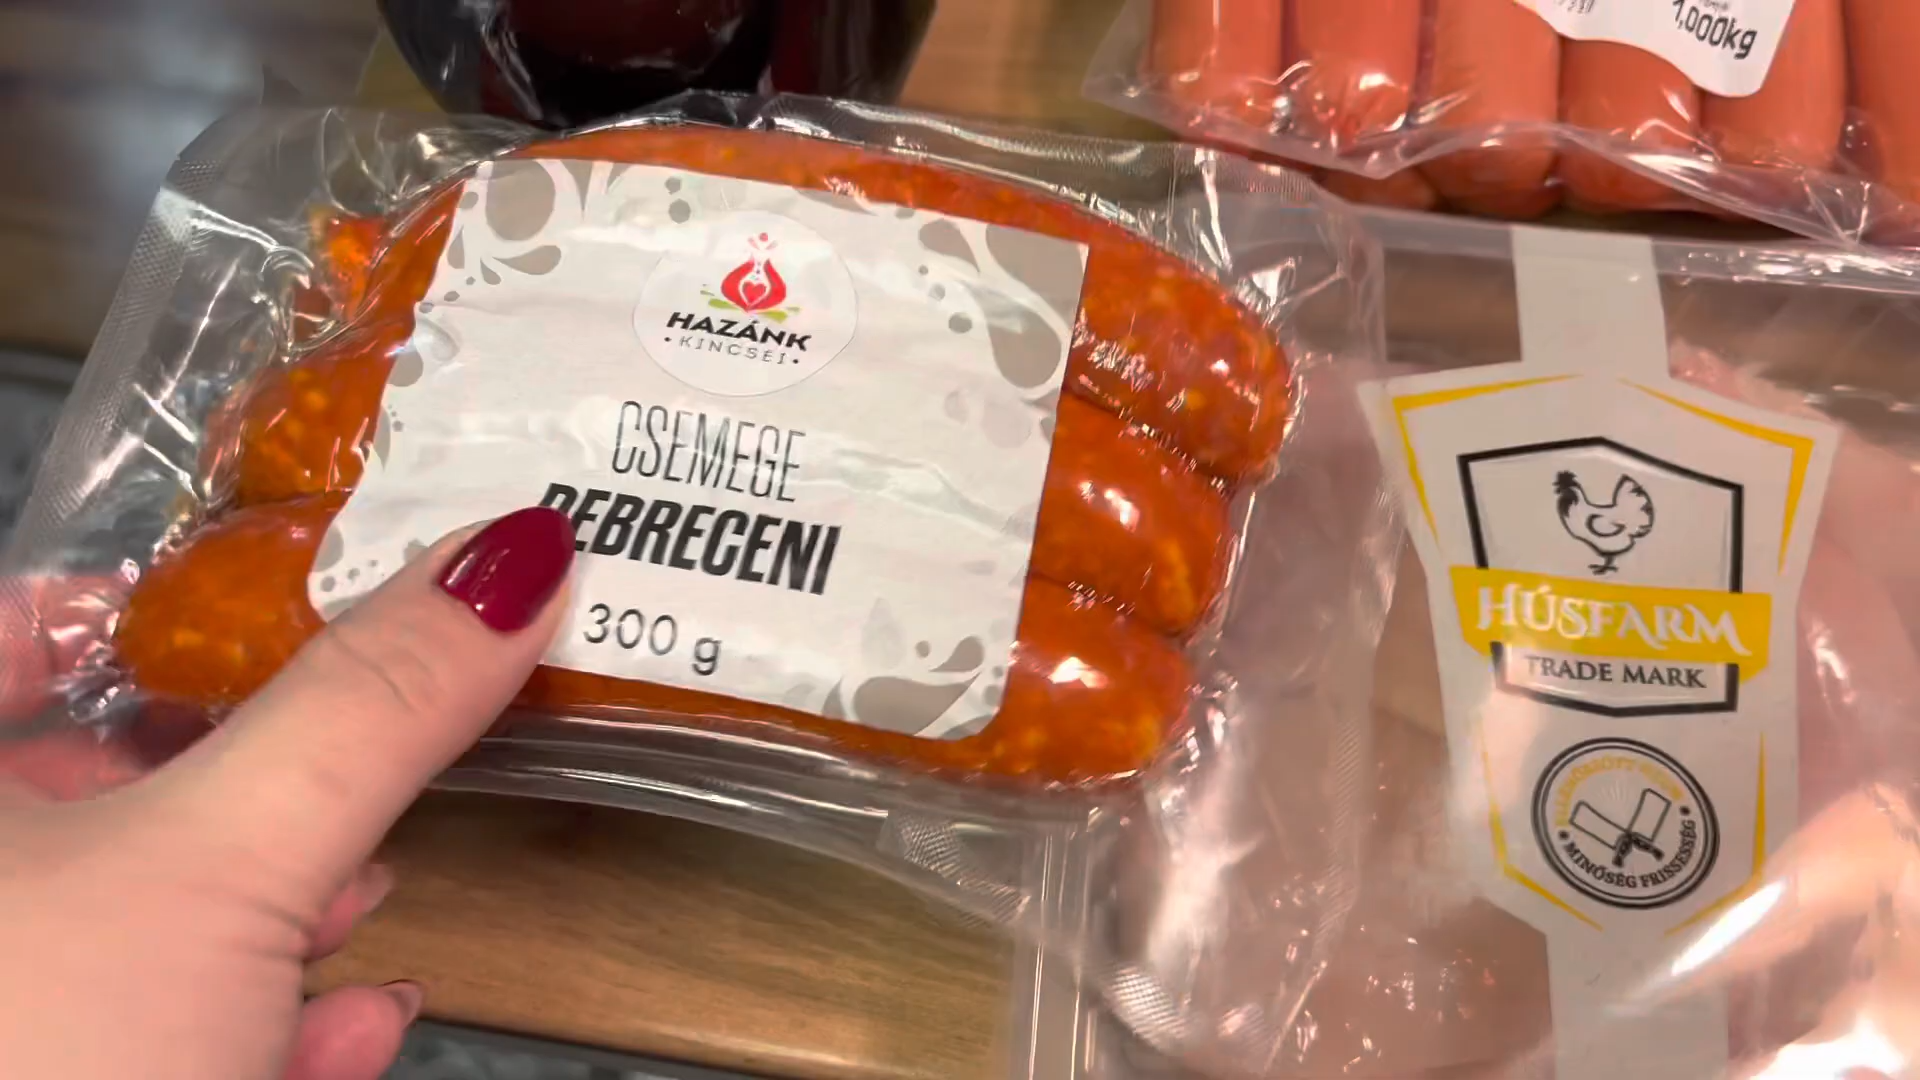 1,000kg
HAZÁNK
• KINCSEI •
CSEMEGE
DEBRECENI
300 g
HÚSFARM
TRADE MARK
MINŐSÉG FRISSESSÉG